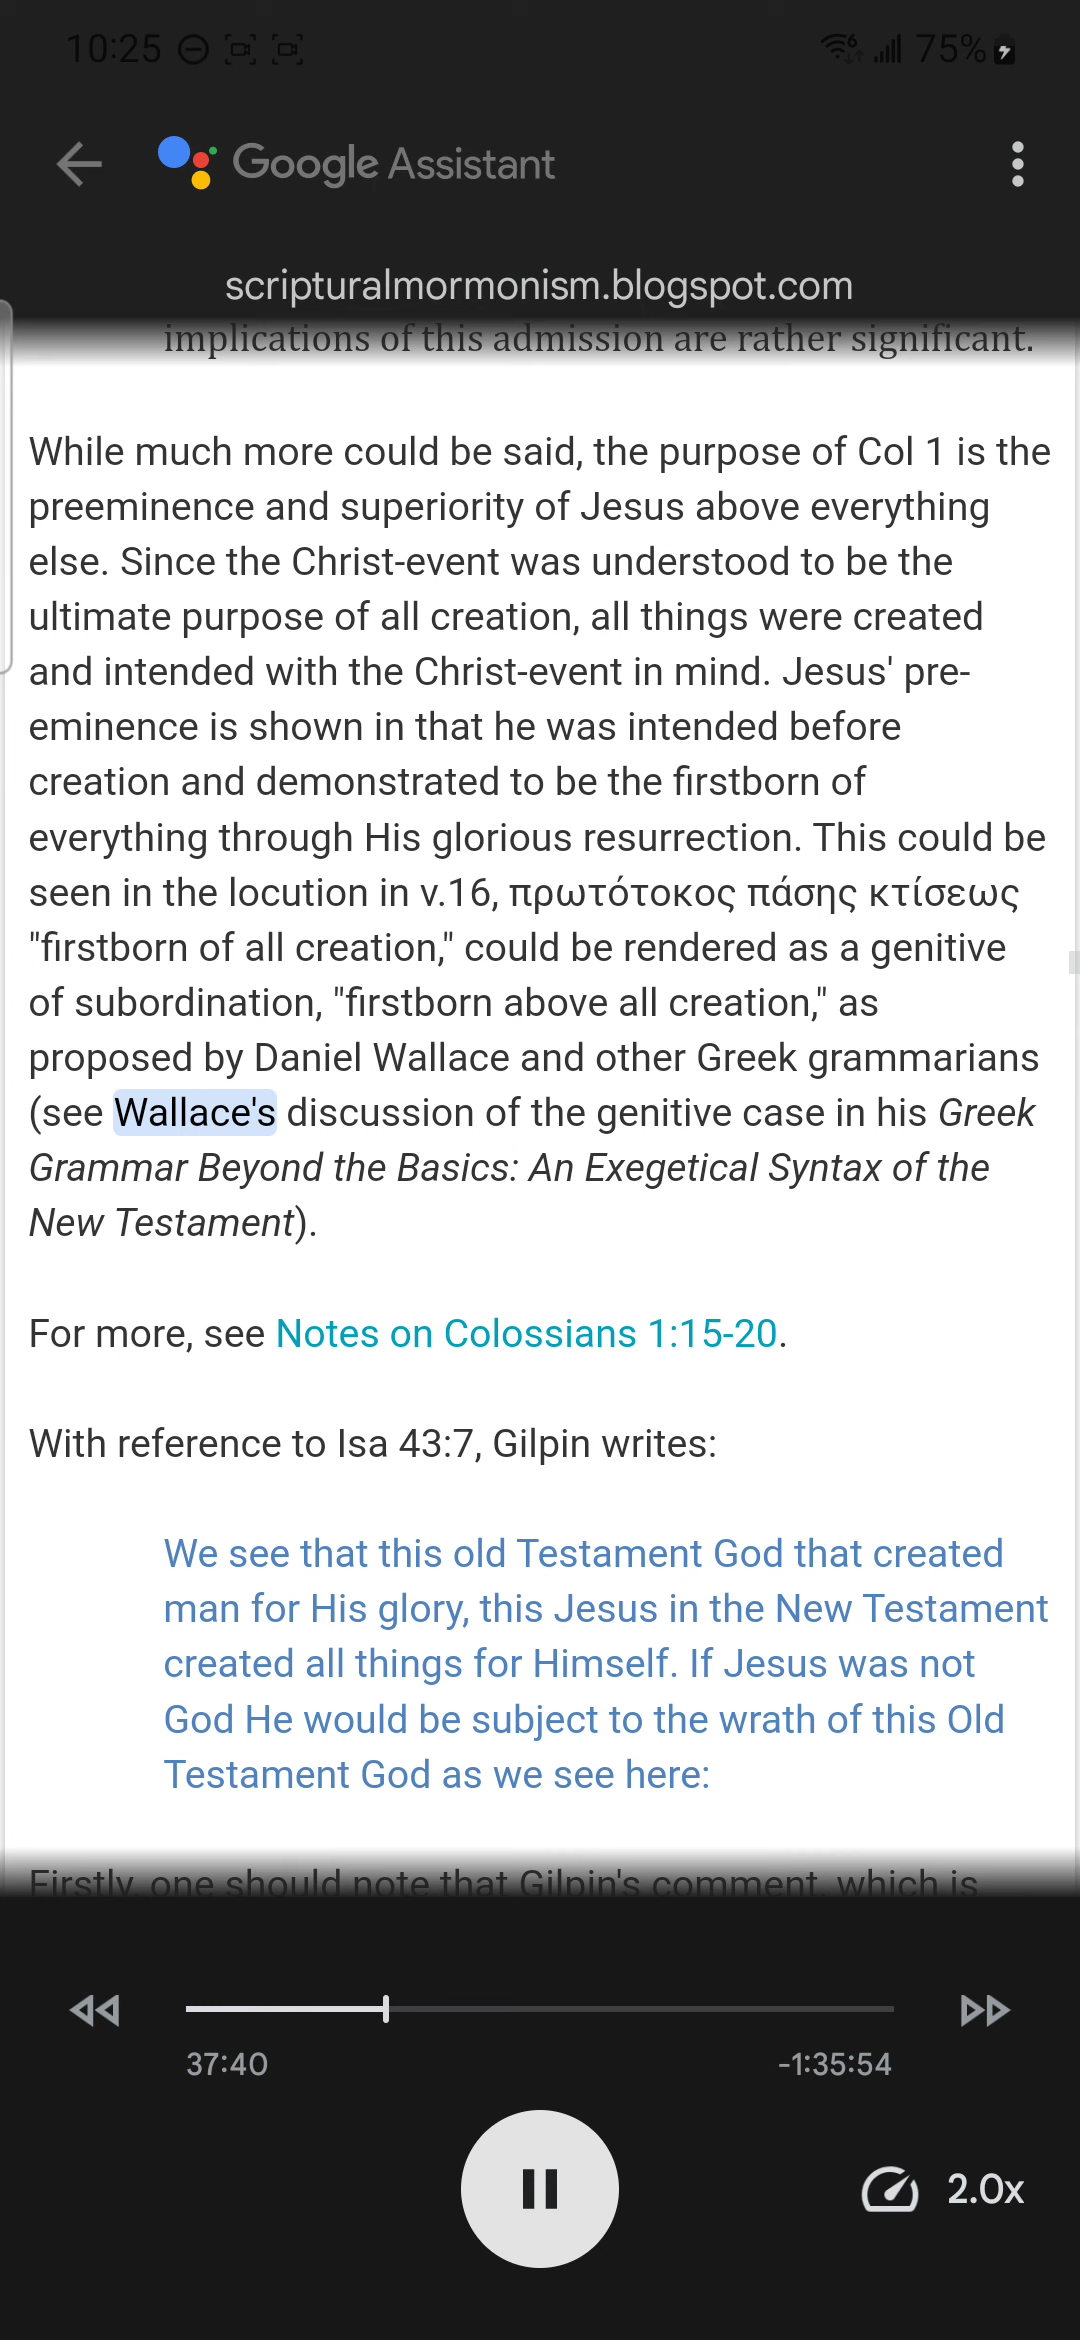 10:25
6
75%
Google Assistant
scripturalmormonism.blogspot.com
implications of this admission are rather significant.
While much more could be said, the purpose of Col 1 is the
preeminence and superiority of Jesus above everything
else. Since the Christ-event was understood to be the
ultimate purpose of all creation, all things were created
and intended with the Christ-event in mind. Jesus' pre-
eminence is shown in that he was intended before
creation and demonstrated to be the firstborn of
everything through His glorious resurrection. This could be
seen in the locution in v.16, πρωτότοκος πάσης κτίσεως
"firstborn of all creation," could be rendered as a genitive
of subordination, "firstborn above all creation," as
proposed by Daniel Wallace and other Greek grammarians
(see Wallace's discussion of the genitive case in his Greek
Grammar Beyond the Basics: An Exegetical Syntax of the
New Testament).
For more, see Notes on Colossians 1:15-20.
With reference to Isa 43:7, Gilpin writes:
We see that this old Testament God that created
man for His glory, this Jesus in the New Testament
created all things for Himself. If Jesus was not
God He would be subject to the wrath of this Old
Testament God as we see here:
Firstly, one should note that Gilpin's comment, which is
37:40
-1:35:54
2.0x